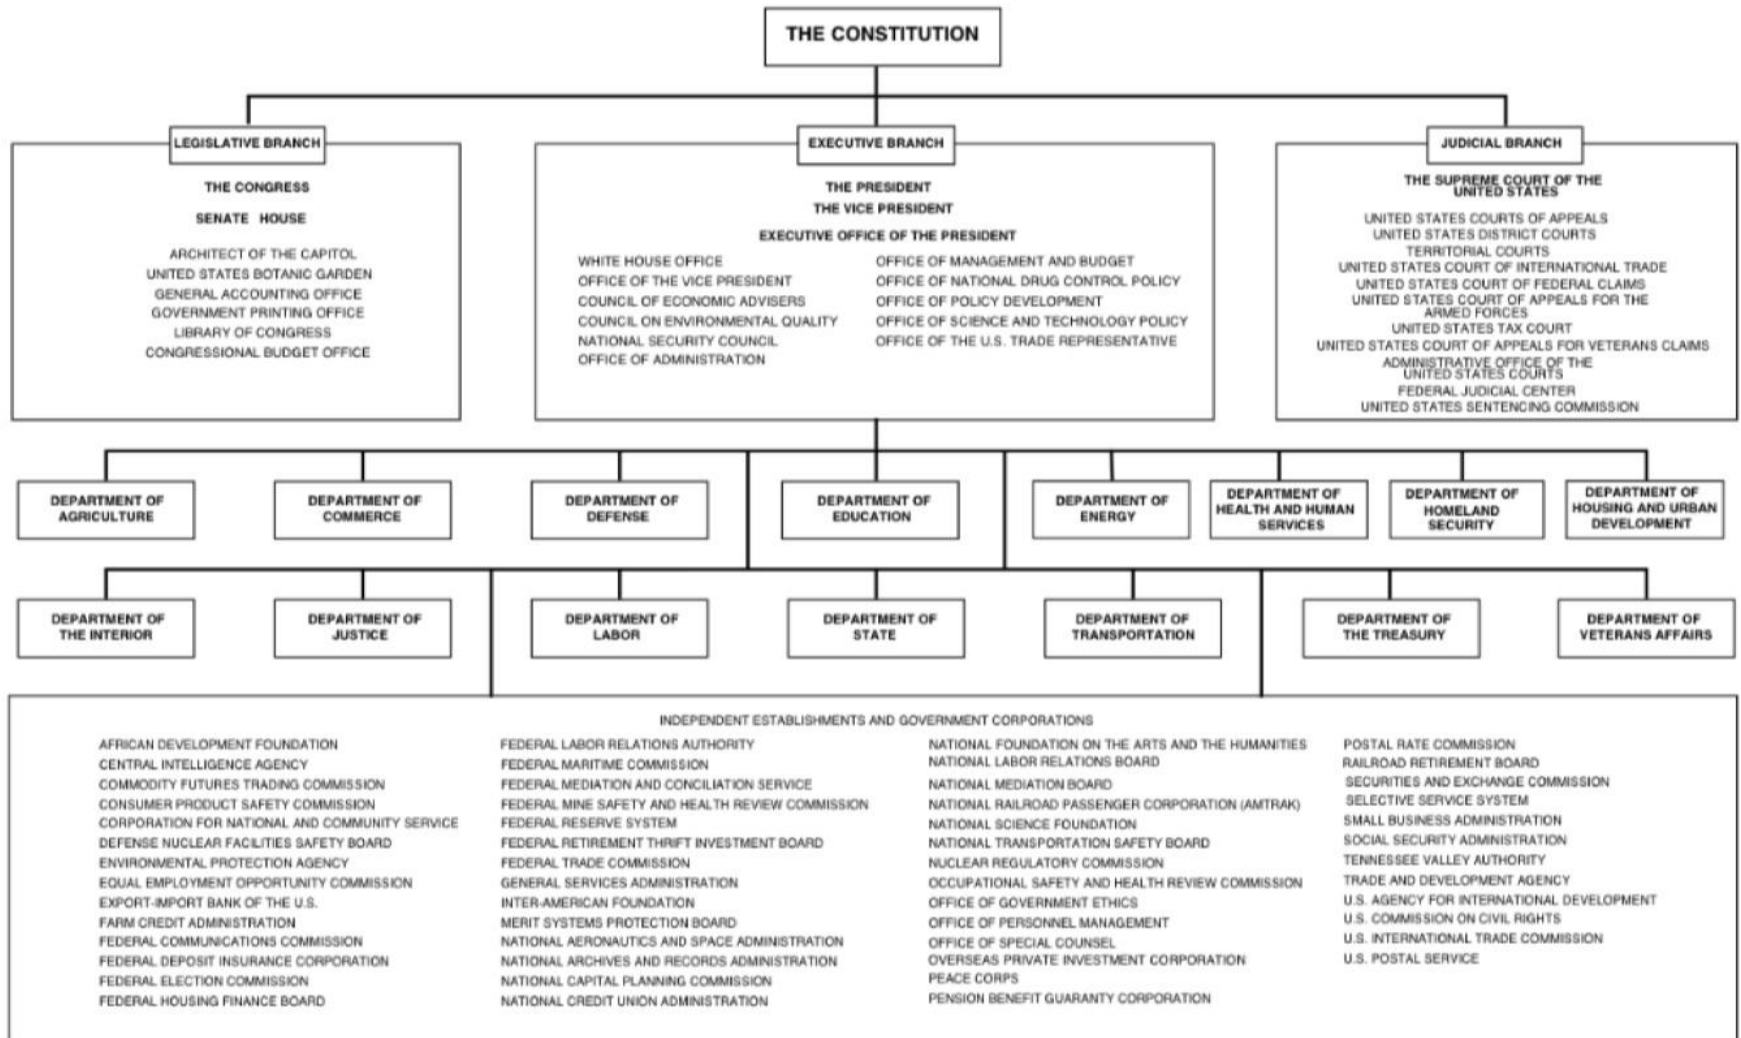 THE CONSTITUTION
LEGISLATIVE BRANCH
THE CONGRESS
SENATE HOUSE
ARCHITECT OF THE CAPITOL
UNITED STATES BOTANIC GARDEN
GENERAL ACCOUNTING OFFICE
GOVERNMENT PRINTING OFFICE
LIBRARY OF CONGRESS
CONGRESSIONAL BUDGET OFFICE
EXECUTIVE BRANCH
THE PRESIDENT
THE VICE PRESIDENT
EXECUTIVE OFFICE OF THE PRESIDENT
WHITE HOUSE OFFICE
OFFICE OF THE VICE PRESIDENT
COUNCIL OF ECONOMIC ADVISERS
COUNCIL ON ENVIRONMENTAL QUALITY
NATIONAL SECURITY COUNCIL
OFFICE OF ADMINISTRATION
OFFICE OF MANAGEMENT AND BUDGET
OFFICE OF NATIONAL DRUG CONTROL POLICY
OFFICE OF POLICY DEVELOPMENT
OFFICE OF SCIENCE AND TECHNOLOGY POLICY
OFFICE OF THE U.S. TRADE REPRESENTATIVE
JUDICIAL BRANCH
THE SUPREME COURT OF THE
UNITED STATES
UNITED STATES COURTS OF APPEALS
UNITED STATES DISTRICT COURTS
TERRITORIAL COURTS
UNITED STATES COURT OF INTERNATIONAL TRADE
UNITED STATES COURT OF FEDERAL CLAIMS
UNITED STATES COURT OF APPEALS FOR THE
ARMED FORCES
UNITED STATES TAX COURT
UNITED STATES COURT OF APPEALS FOR VETERANS CLAIMS
ADMINISTRATIVE OFFICE OF THE
UNITED STATES COURTS
FEDERAL JUDICIAL CENTER
UNITED STATES SENTENCING COMMISSION
DEPARTMENT OF
AGRICULTURE
DEPARTMENT OF
COMMERCE
DEPARTMENT OF
DEFENSE
DEPARTMENT OF
EDUCATION
DEPARTMENT OF
ENERGY
DEPARTMENT OF
HEALTH AND HUMAN
SERVICES
DEPARTMENT OF
HOMELAND
SECURITY
DEPARTMENT OF
HOUSING AND URBAN
DEVELOPMENT
DEPARTMENT OF
THE INTERIOR
DEPARTMENT OF
JUSTICE
DEPARTMENT OF
LABOR
DEPARTMENT OF
STATE
DEPARTMENT OF
TRANSPORTATION
DEPARTMENT OF
THE TREASURY
DEPARTMENT OF
VETERANS AFFAIRS
INDEPENDENT ESTABLISHMENTS AND GOVERNMENT CORPORATIONS
AFRICAN DEVELOPMENT FOUNDATION
CENTRAL INTELLIGENCE AGENCY
COMMODITY FUTURES TRADING COMMISSION
CONSUMER PRODUCT SAFETY COMMISSION
CORPORATION FOR NATIONAL AND COMMUNITY SERVICE
DEFENSE NUCLEAR FACILITIES SAFETY BOARD
ENVIRONMENTAL PROTECTION AGENCY
EQUAL EMPLOYMENT OPPORTUNITY COMMISSION
EXPORT-IMPORT BANK OF THE U.S.
FARM CREDIT ADMINISTRATION
FEDERAL COMMUNICATIONS COMMISSION
FEDERAL DEPOSIT INSURANCE CORPORATION
FEDERAL ELECTION COMMISSION
FEDERAL HOUSING FINANCE BOARD
FEDERAL LABOR RELATIONS AUTHORITY
FEDERAL MARITIME COMMISSION
FEDERAL MEDIATION AND CONCILIATION SERVICE
FEDERAL MINE SAFETY AND HEALTH REVIEW COMMISSION
FEDERAL RESERVE SYSTEM
FEDERAL RETIREMENT THRIFT INVESTMENT BOARD
FEDERAL TRADE COMMISSION
GENERAL SERVICES ADMINISTRATION
INTER-AMERICAN FOUNDATION
MERIT SYSTEMS PROTECTION BOARD
NATIONAL AERONAUTICS AND SPACE ADMINISTRATION
NATIONAL ARCHIVES AND RECORDS ADMINISTRATION
NATIONAL CAPITAL PLANNING COMMISSION
NATIONAL CREDIT UNION ADMINISTRATION
NATIONAL FOUNDATION ON THE ARTS AND THE HUMANITIES
NATIONAL LABOR RELATIONS BOARD
NATIONAL MEDIATION BOARD
NATIONAL RAILROAD PASSENGER CORPORATION (AMTRAK)
NATIONAL SCIENCE FOUNDATION
NATIONAL TRANSPORTATION SAFETY BOARD
NUCLEAR REGULATORY COMMISSION
OCCUPATIONAL SAFETY AND HEALTH REVIEW COMMISSION
OFFICE OF GOVERNMENT ETHICS
OFFICE OF PERSONNEL MANAGEMENT
OFFICE OF SPECIAL COUNSEL
OVERSEAS PRIVATE INVESTMENT CORPORATION
PEACE CORPS
PENSION BENEFIT GUARANTY CORPORATION
POSTAL RATE COMMISSION
RAILROAD RETIREMENT BOARD
SECURITIES AND EXCHANGE COMMISSION
SELECTIVE SERVICE SYSTEM
SMALL BUSINESS ADMINISTRATION
SOCIAL SECURITY ADMINISTRATION
TENNESSEE VALLEY AUTHORITY
TRADE AND DEVELOPMENT AGENCY
U.S. AGENCY FOR INTERNATIONAL DEVELOPMENT
U.S. COMMISSION ON CIVIL RIGHTS
U.S. INTERNATIONAL TRADE COMMISSION
U.S. POSTAL SERVICE